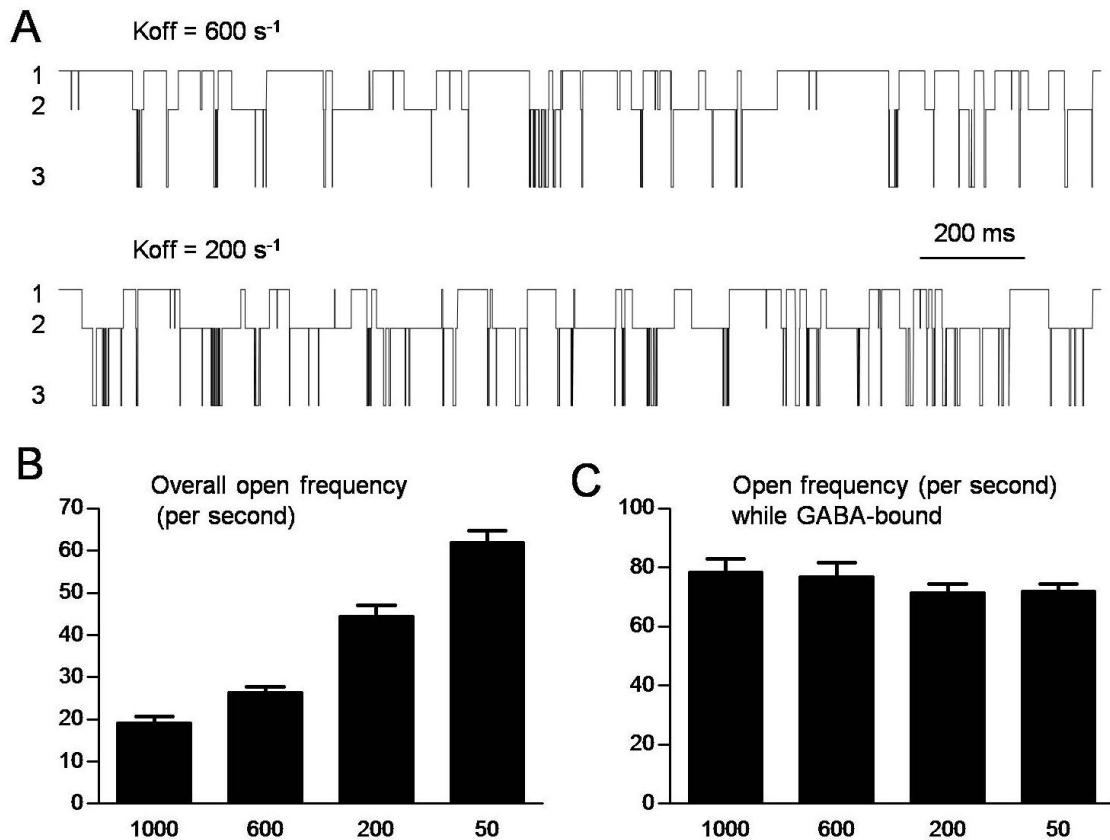 A
Koff = 600 s⁻¹
1
2
3
Koff = 200 s⁻¹
200 ms
1
2
3
B
Overall open frequency
(per second)
70
60
50
40
30
20
10
0
1000 600 200 50
C
Open frequency (per second)
while GABA-bound
100
80
60
40
20
0
1000 600 200 50